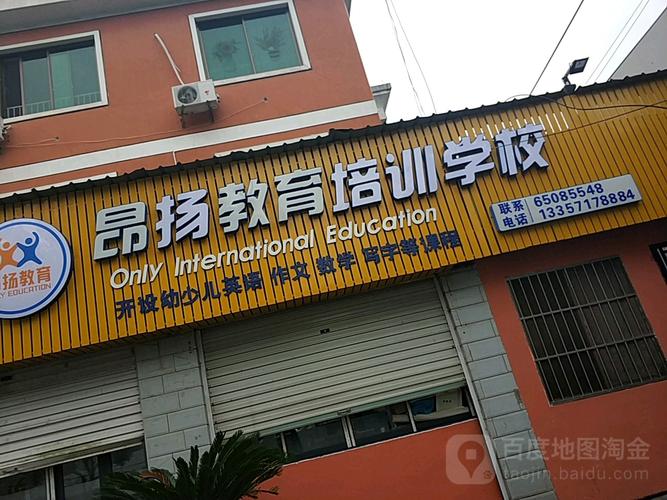 昂扬教育培训学校
Only International Education
开设幼少儿英语 作文 数学 写字等课程
联系电话
65085548
13357178884
扬教育
Y EDUCATION
百度地图淘金
taojin.baidu.com